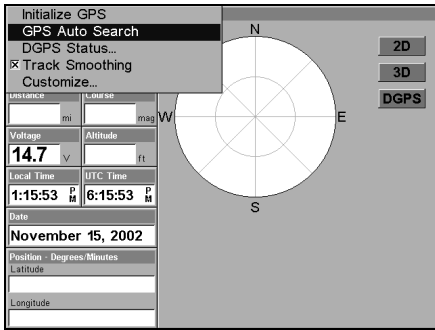 Initialize GPS
GPS Auto Search
DGPS Status...
Track Smoothing
Customize...
N
W
E
S
2D
3D
DGPS
Distance
Course
mi
mag
Voltage
Altitude
14.7 V
ft
Local Time
UTC Time
1:15:53 PM
6:15:53 PM
Date
November 15, 2002
Position - Degrees/Minutes
Latitude
Longitude